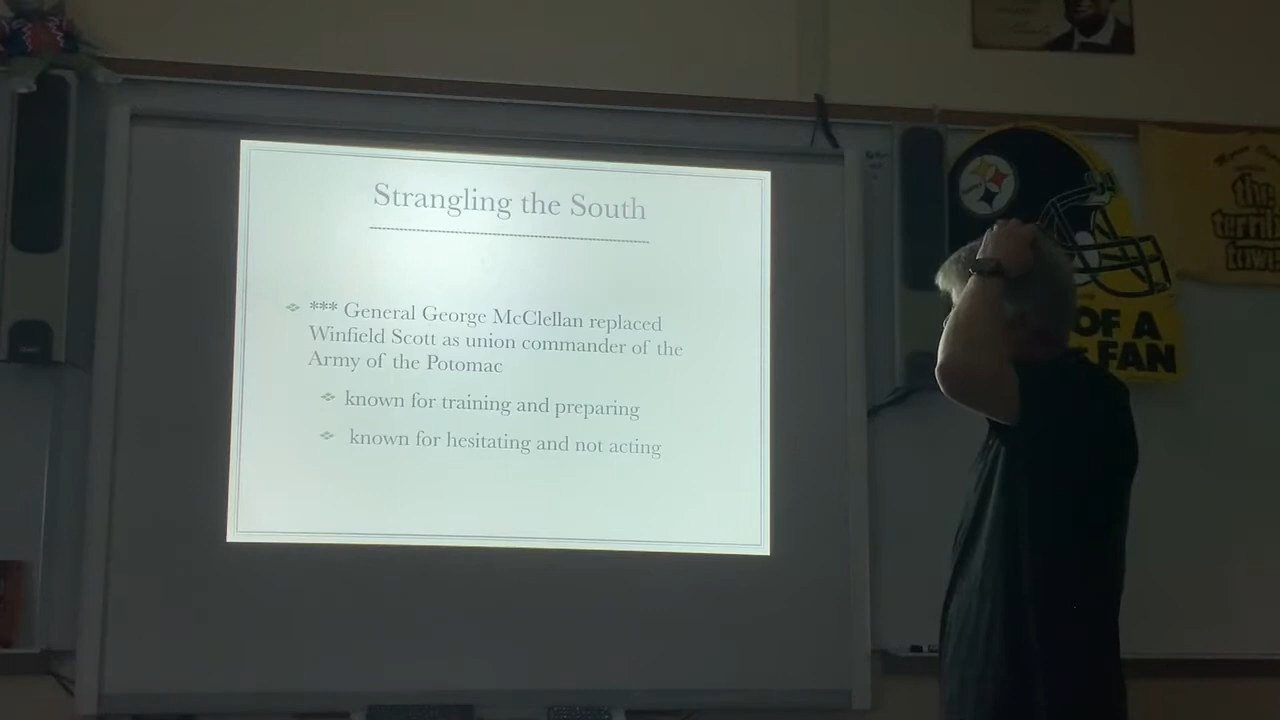 Strangling the South
*** General George McClellan replaced
Winfield Scott as union commander of the
Army of the Potomac
known for training and preparing
known for hesitating and not acting
OF A
FAN
the